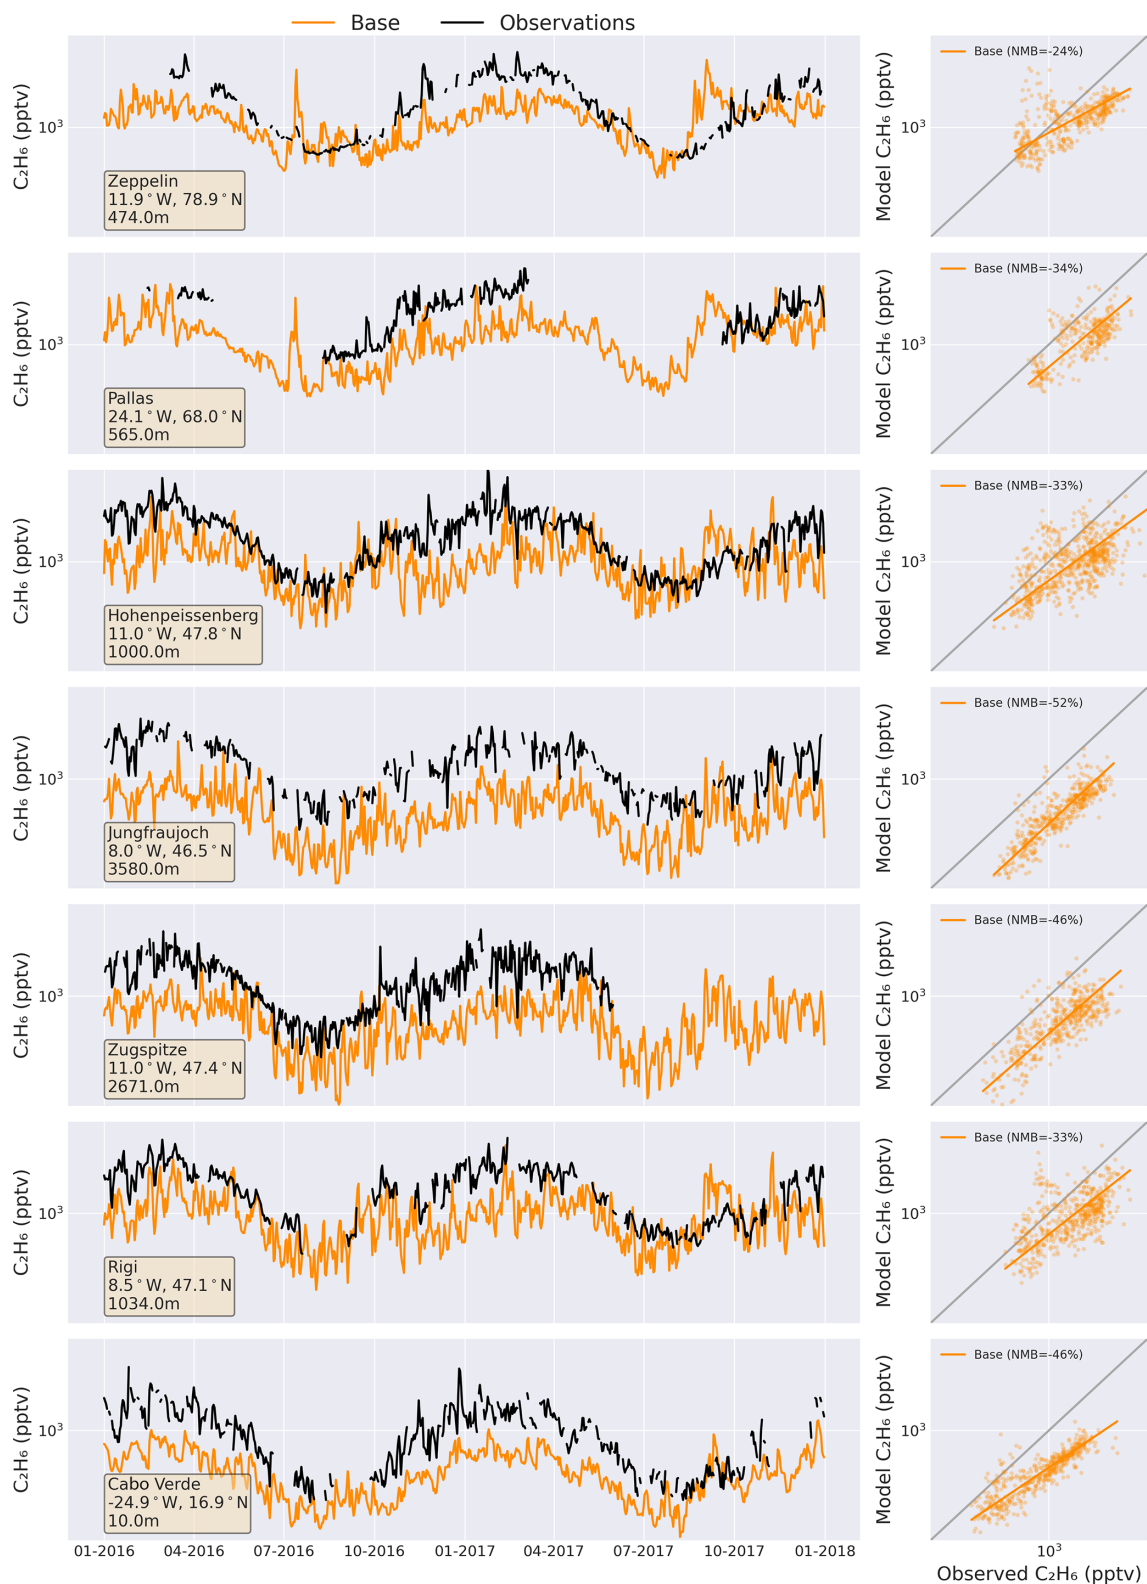 Base Observations
C₂H₆ (pptv)
10³
Zeppelin
11.9°W, 78.9°N
474.0m
Model C₂H₆ (pptv)
10³
Base (NMB=-24%)
C₂H₆ (pptv)
10³
Pallas
24.1°W, 68.0°N
565.0m
Model C₂H₆ (pptv)
10³
Base (NMB=-34%)
C₂H₆ (pptv)
10³
Hohenpeissenberg
11.0°W, 47.8°N
1000.0m
Model C₂H₆ (pptv)
10³
Base (NMB=-33%)
C₂H₆ (pptv)
10³
Jungfraujoch
8.0°W, 46.5°N
3580.0m
Model C₂H₆ (pptv)
10³
Base (NMB=-52%)
C₂H₆ (pptv)
10³
Zugspitze
11.0°W, 47.4°N
2671.0m
Model C₂H₆ (pptv)
10³
Base (NMB=-46%)
C₂H₆ (pptv)
10³
Rigi
8.5°W, 47.1°N
1034.0m
Model C₂H₆ (pptv)
10³
Base (NMB=-33%)
C₂H₆ (pptv)
10³
Cabo Verde
-24.9°W, 16.9°N
10.0m
01-2016 04-2016 07-2016 10-2016 01-2017 04-2017 07-2017 10-2017 01-2018
Model C₂H₆ (pptv)
10³
Base (NMB=-46%)
10³
Observed C₂H₆ (pptv)